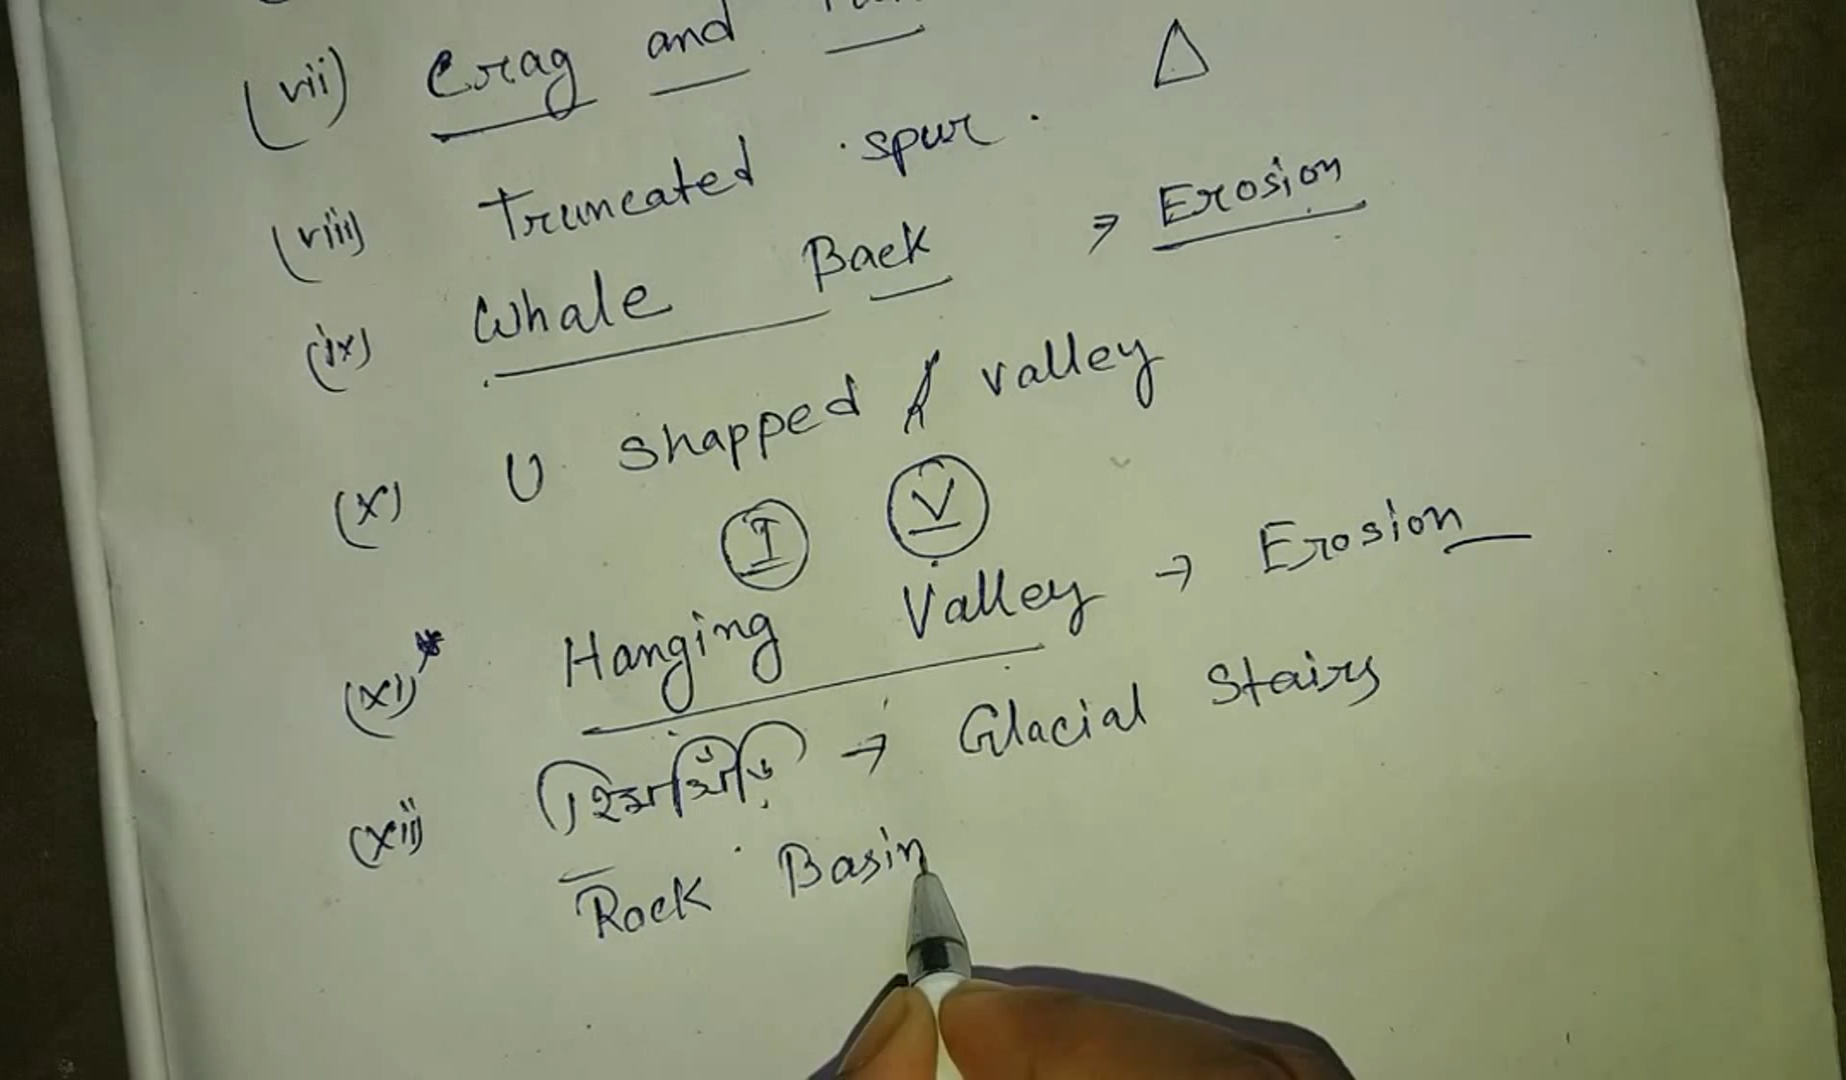 (vii) Crag and
(viii) Truncated spur.
(ix) Whale Back → Erosion
(x) U shapped valley
I V
(xi) Hanging Valley → Erosion
(xii) হিমসিঁড়ি → Glacial Stairs
Rock Basin